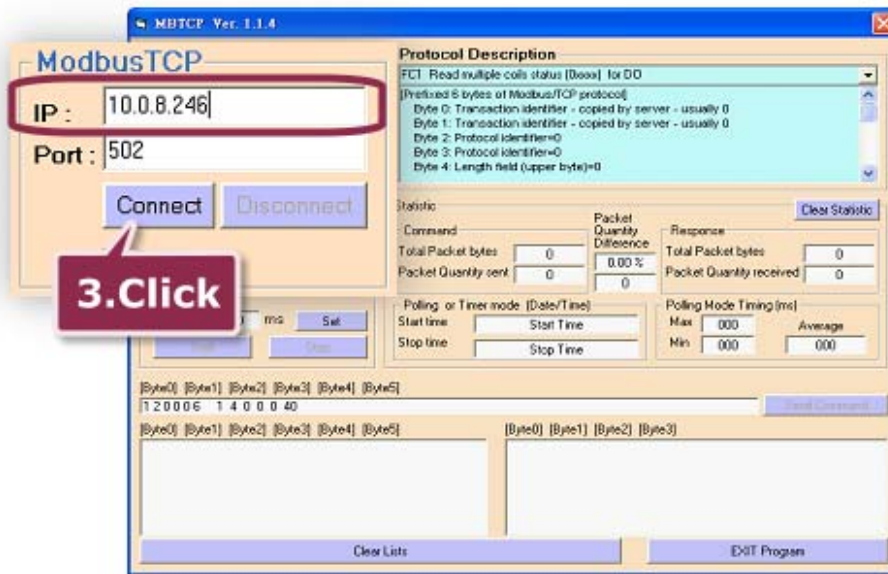 MBTCP Ver. 1.1.4
ModbusTCP
IP : 10.0.8.246
Port : 502
Connect Disconnect
3.Click
ms Set
Stop
Protocol Description
FC1 Read multiple coils status (0xxxx) for DO
[Prefixed 6 bytes of Modbus/TCP protocol]
Byte 0: Transaction identifier - copied by server - usually 0
Byte 1: Transaction identifier - copied by server - usually 0
Byte 2: Protocol identifier=0
Byte 3: Protocol identifier=0
Byte 4: Length field (upper byte)=0
Statistic
Clear Statistic
Command
Total Packet bytes 0
Packet Quantity sent 0
Packet
Quantity
Difference
0.00 %
0
Response
Total Packet bytes 0
Packet Quantity received 0
Polling or Timer mode (Date/Time)
Start time Start Time
Stop time Stop Time
Polling Mode Timing (ms)
Max 000 Average
Min 000 000
[Byte0] [Byte1] [Byte2] [Byte3] [Byte4] [Byte5]
1 2 0 0 0 6 1 4 0 0 0 40
Send Command
[Byte0] [Byte1] [Byte2] [Byte3] [Byte4] [Byte5]
[Byte0] [Byte1] [Byte2] [Byte3]
Clear Lists
EXIT Program